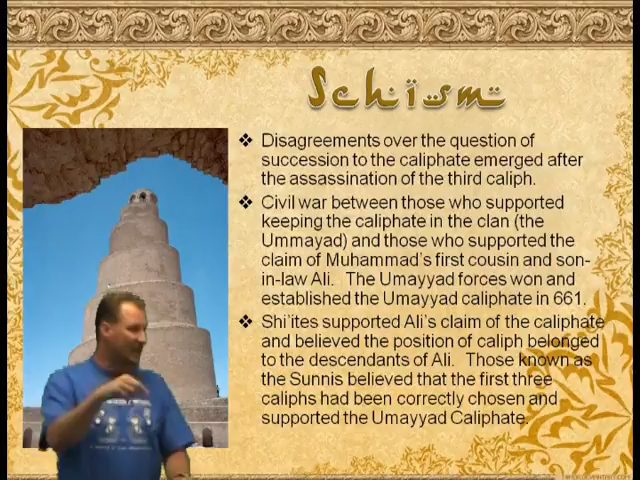 Schism
❖ Disagreements over the question of
succession to the caliphate emerged after
the assassination of the third caliph.
❖ Civil war between those who supported
keeping the caliphate in the clan (the
Ummayad) and those who supported the
claim of Muhammad's first cousin and son-
in-law Ali. The Umayyad forces won and
established the Umayyad caliphate in 661.
❖ Shi'ites supported Ali's claim of the caliphate
and believed the position of caliph belonged
to the descendants of Ali. Those known as
the Sunnis believed that the first three
caliphs had been correctly chosen and
supported the Umayyad Caliphate.